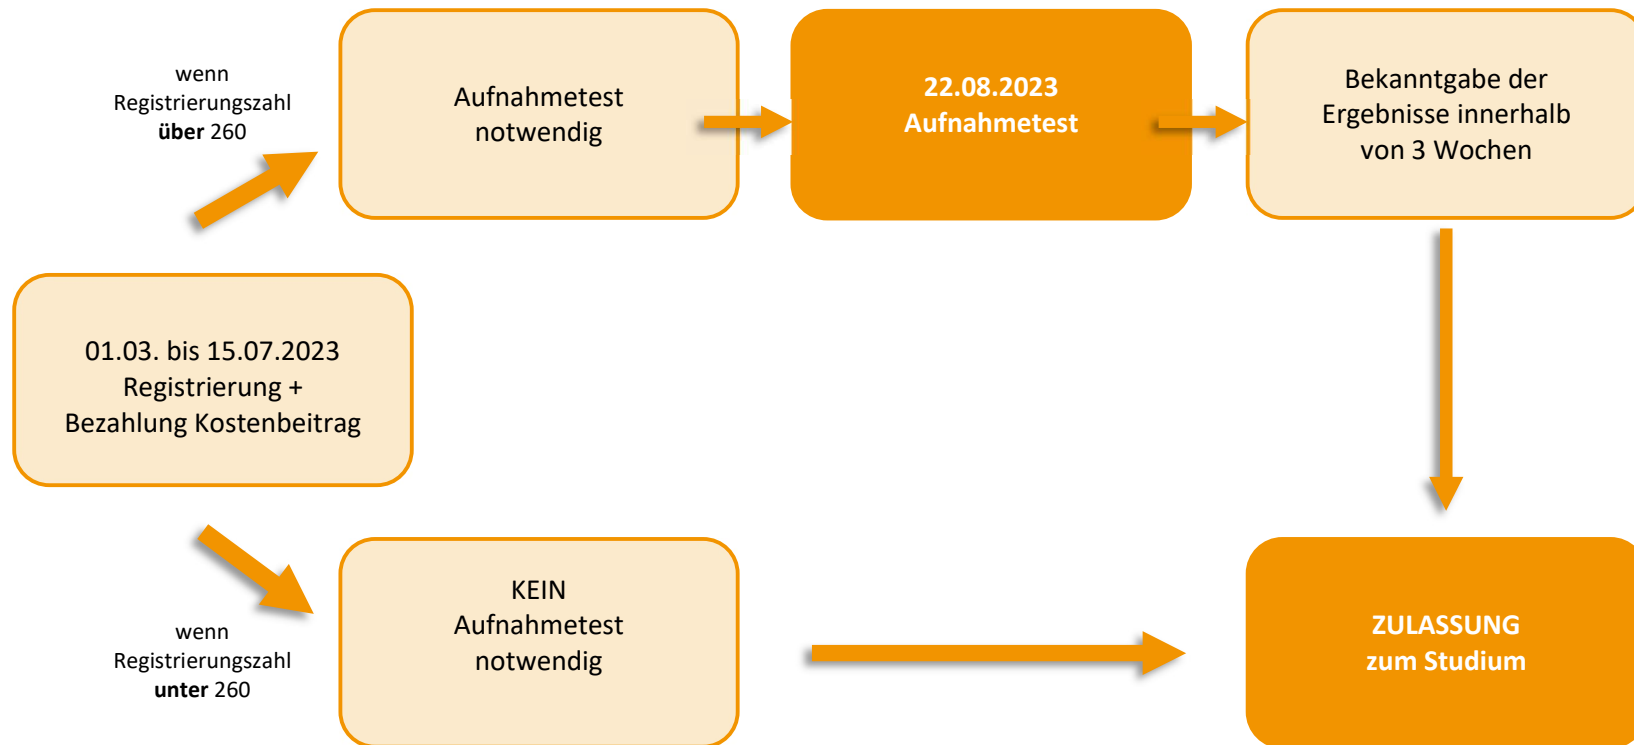 wenn
Registrierungszahl
über 260
Aufnahmetest
notwendig
22.08.2023
Aufnahmetest
Bekanntgabe der
Ergebnisse innerhalb
von 3 Wochen
01.03. bis 15.07.2023
Registrierung +
Bezahlung Kostenbeitrag
wenn
Registrierungszahl
unter 260
KEIN
Aufnahmetest
notwendig
ZULASSUNG
zum Studium